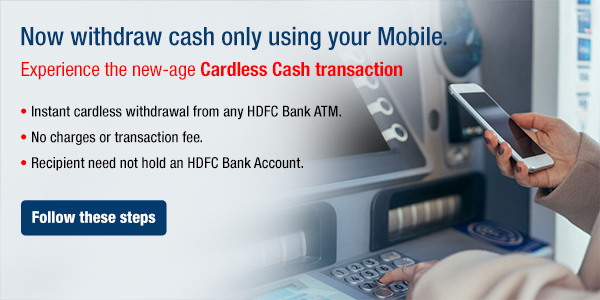 Now withdraw cash only using your Mobile.
Experience the new-age Cardless Cash transaction
• Instant cardless withdrawal from any HDFC Bank ATM.
• No charges or transaction fee.
• Recipient need not hold an HDFC Bank Account.
Follow these steps